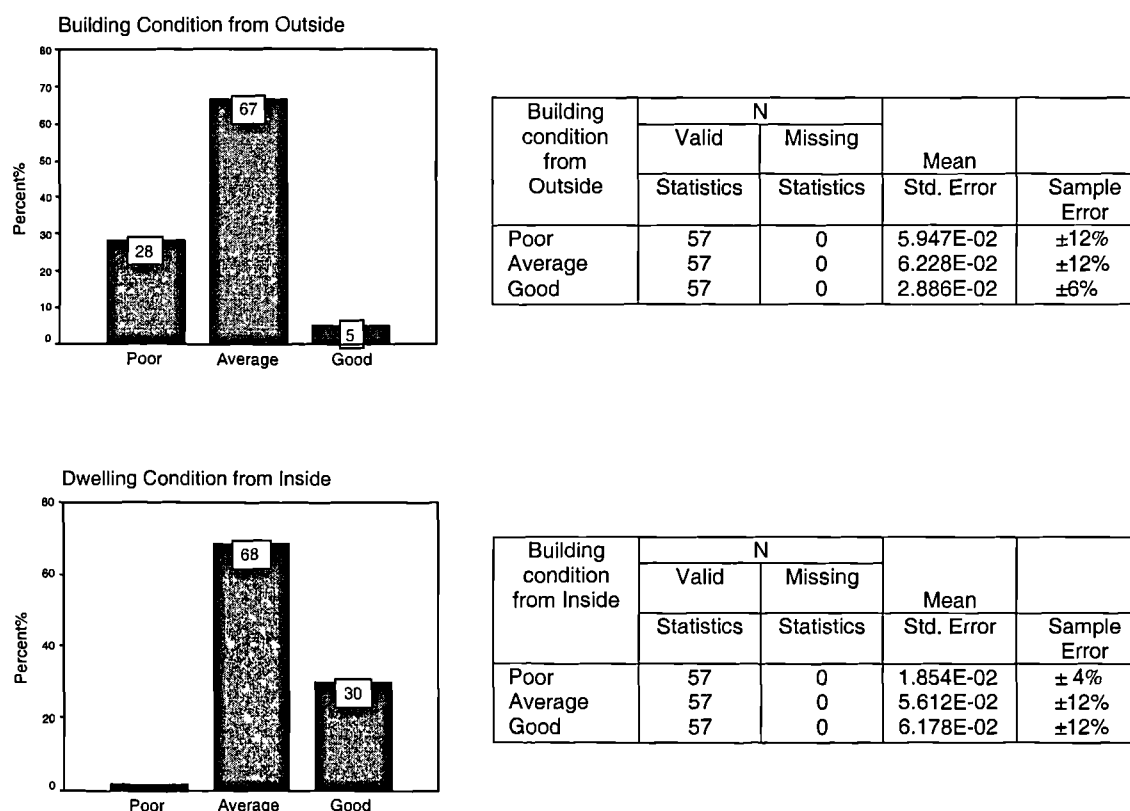 Building Condition from Outside
80
70
60
50
40
30
20
10
0
Percent%
28
67
5
Poor Average Good
Building condition from Outside N Mean
Valid Missing
Statistics Statistics Std. Error Sample Error
Poor 57 0 5.947E-02 ±12%
Average 57 0 6.228E-02 ±12%
Good 57 0 2.886E-02 ±6%
Dwelling Condition from Inside
80
60
40
20
0
Percent%
68
30
Poor Average Good
Building condition from Inside N Mean
Valid Missing
Statistics Statistics Std. Error Sample Error
Poor 57 0 1.854E-02 ± 4%
Average 57 0 5.612E-02 ±12%
Good 57 0 6.178E-02 ±12%